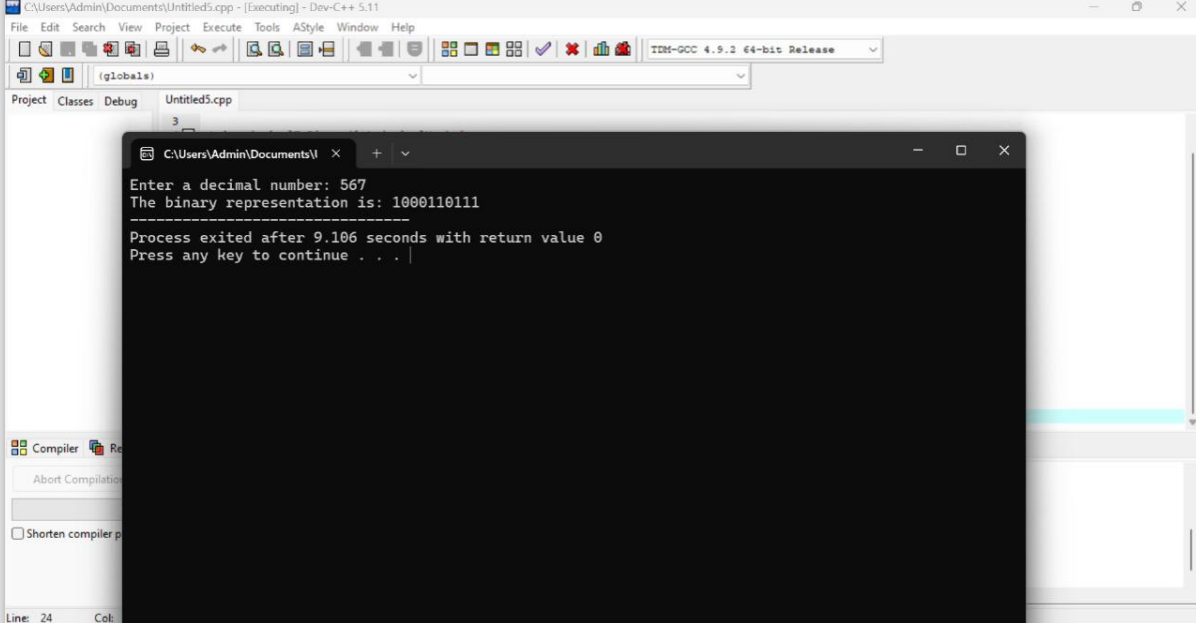 C:\Users\Admin\Documents\Untitled5.cpp - [Executing] - Dev-C++ 5.11
File Edit Search View Project Execute Tools AStyle Window Help
TDM-GCC 4.9.2 64-bit Release
(globals)
Project Classes Debug Untitled5.cpp
3
C:\Users\Admin\Documents\
Enter a decimal number: 567
The binary representation is: 1000110111
--------------------------------
Process exited after 9.106 seconds with return value 0
Press any key to continue . . .
Compiler Re
Abort Compilation
Shorten compiler p
Line: 24 Col: